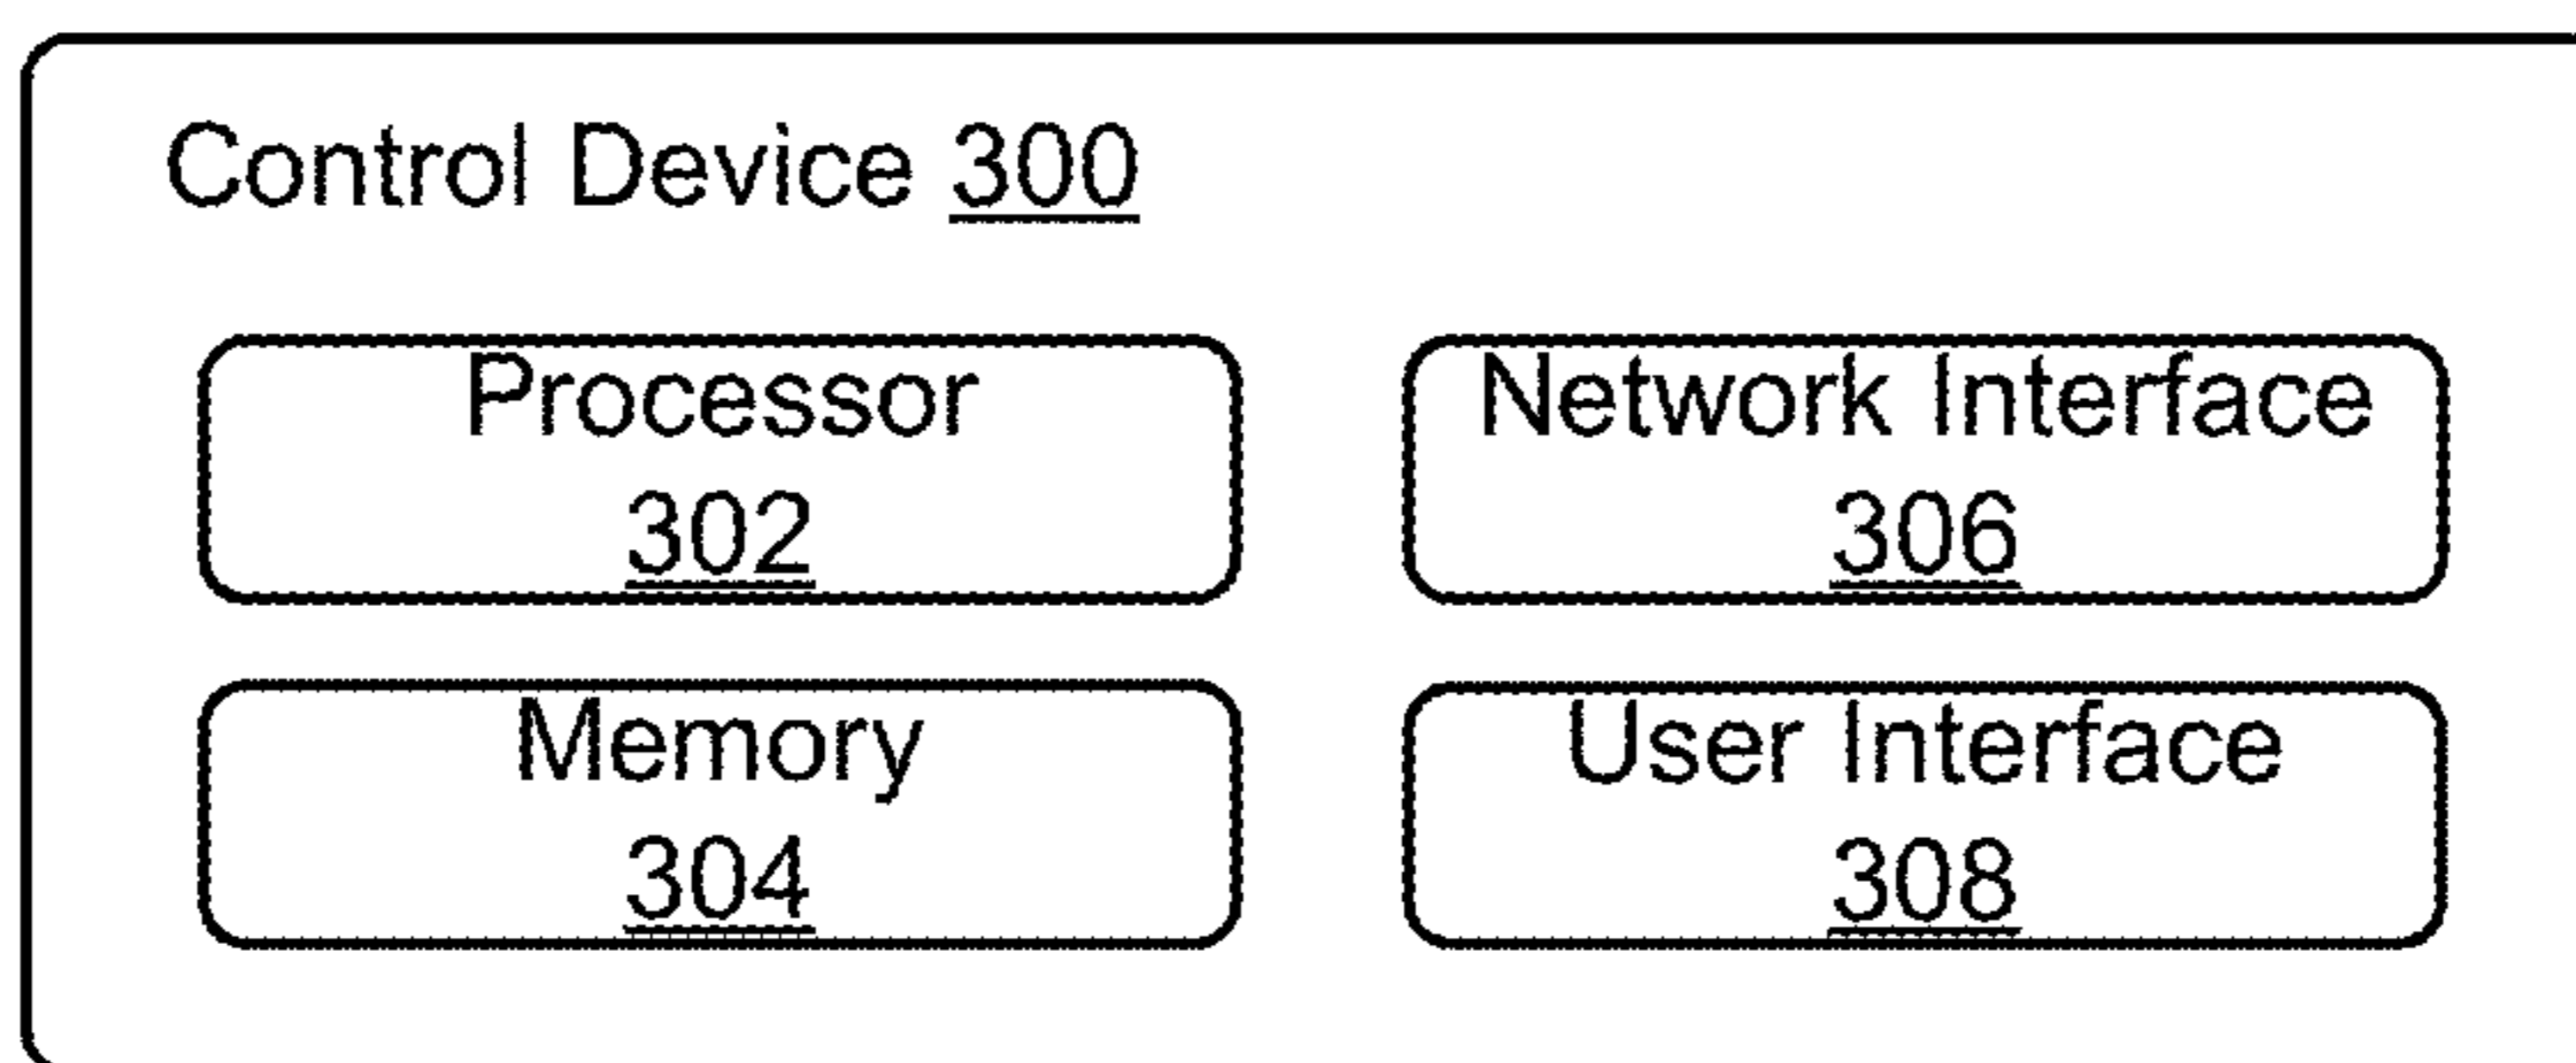 Control Device 300
Processor
302
Network Interface
306
Memory
304
User Interface
308